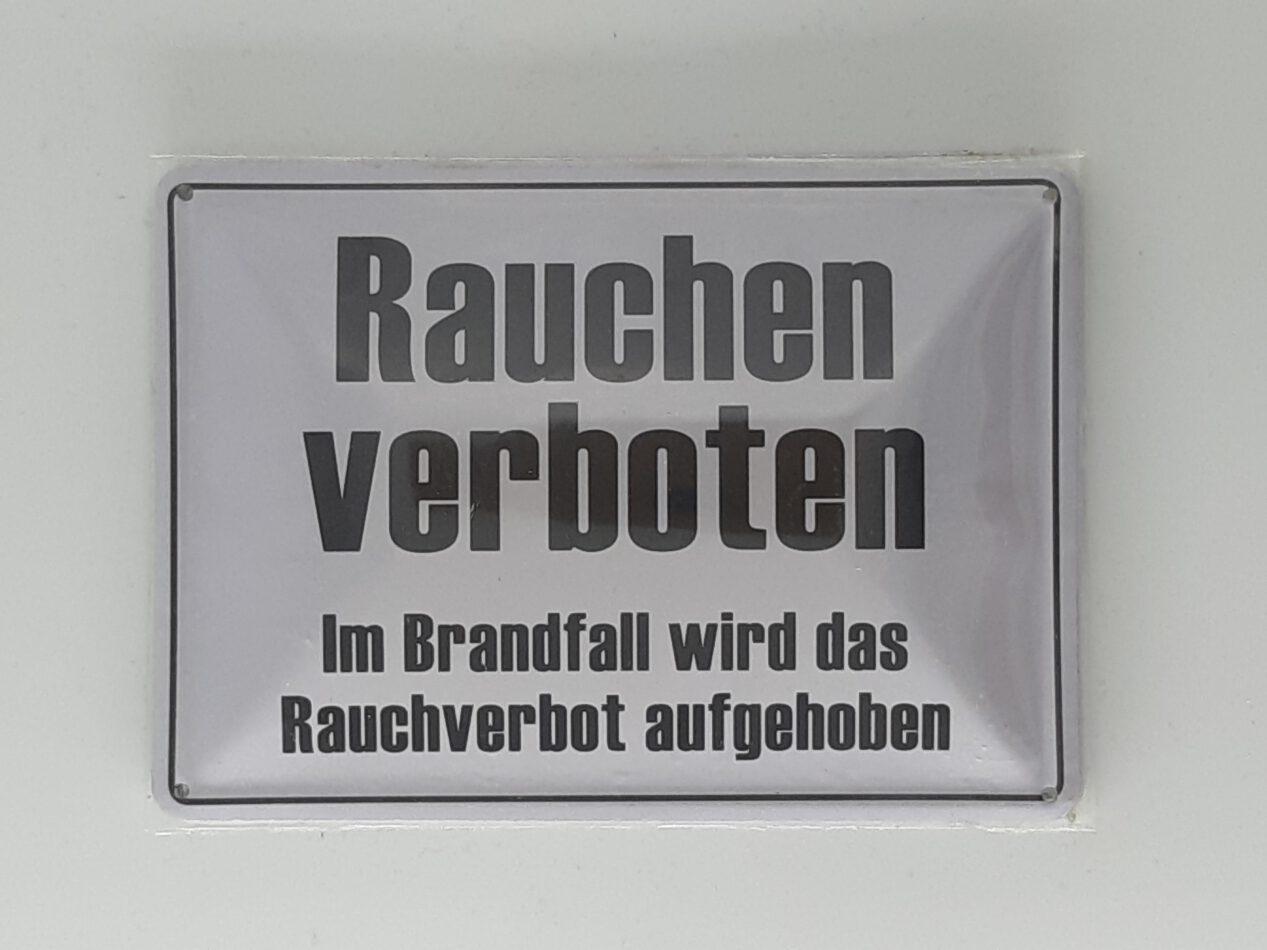 Rauchen
verboten
Im Brandfall wird das
Rauchverbot aufgehoben